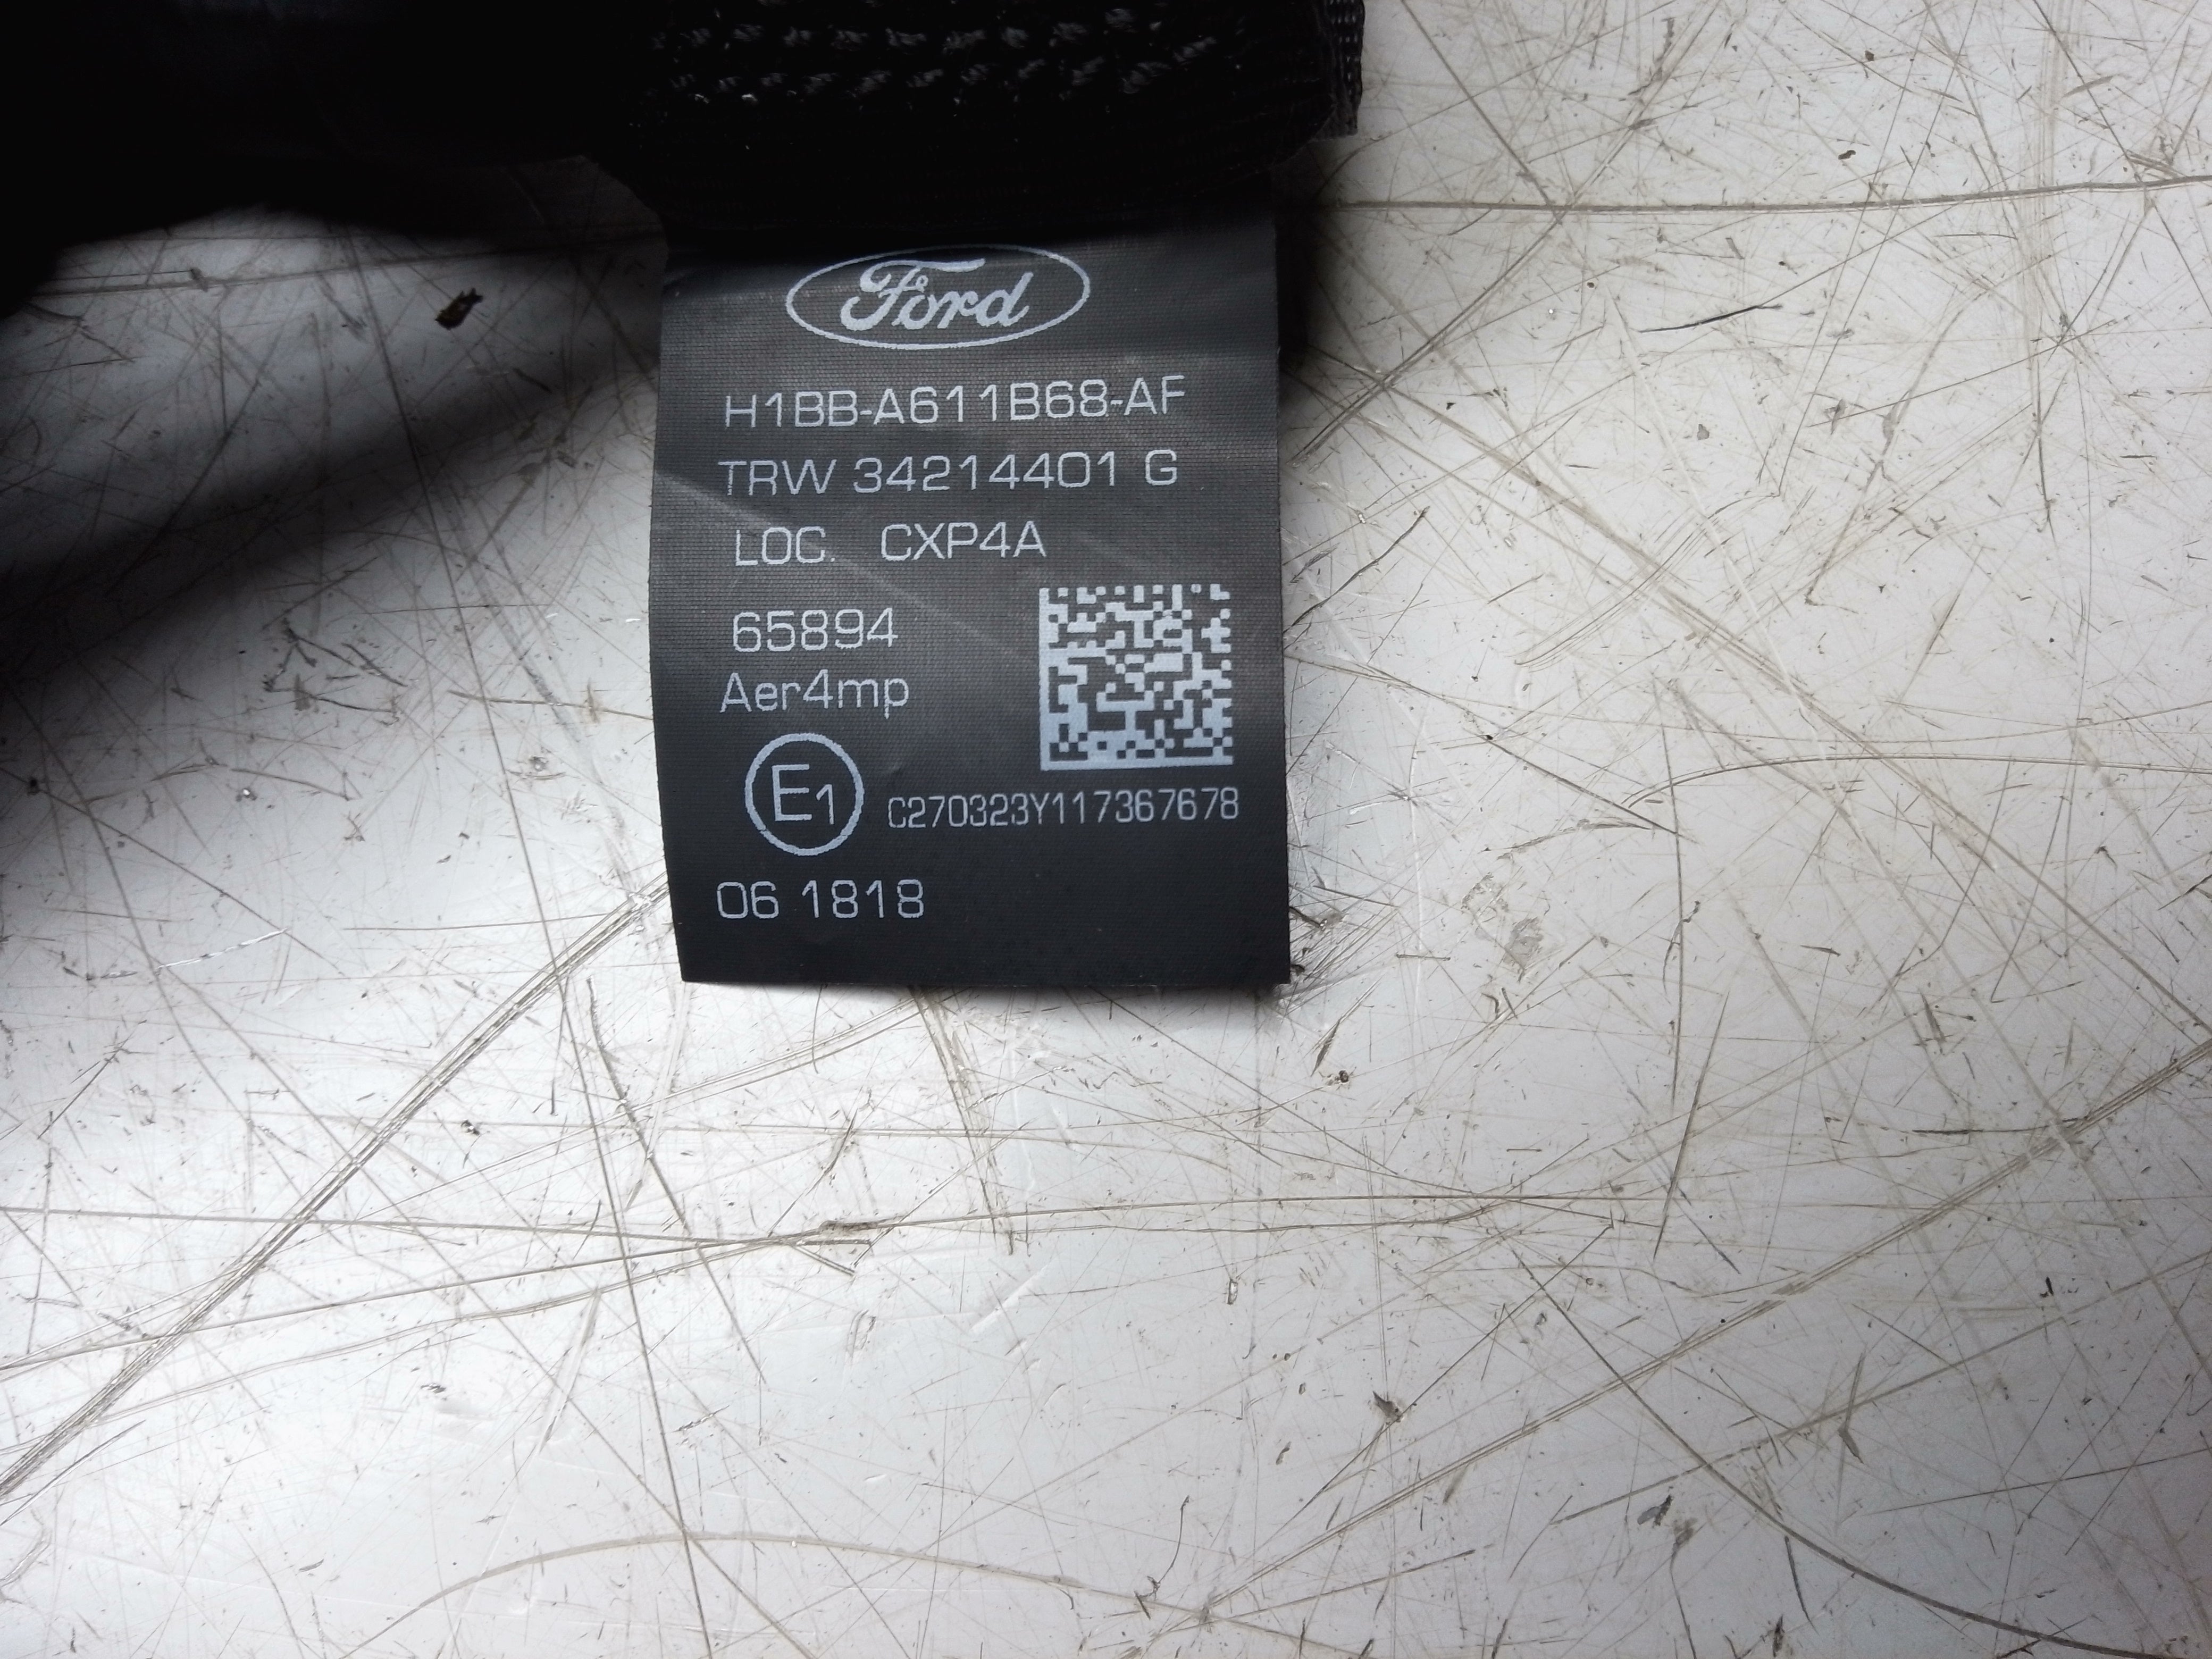 Ford
H1BB-A611B68-AF
TRW 34214401 G
LOC. CXP4A
65894
Aer4mp
E1
C270323Y117367678
06 1818